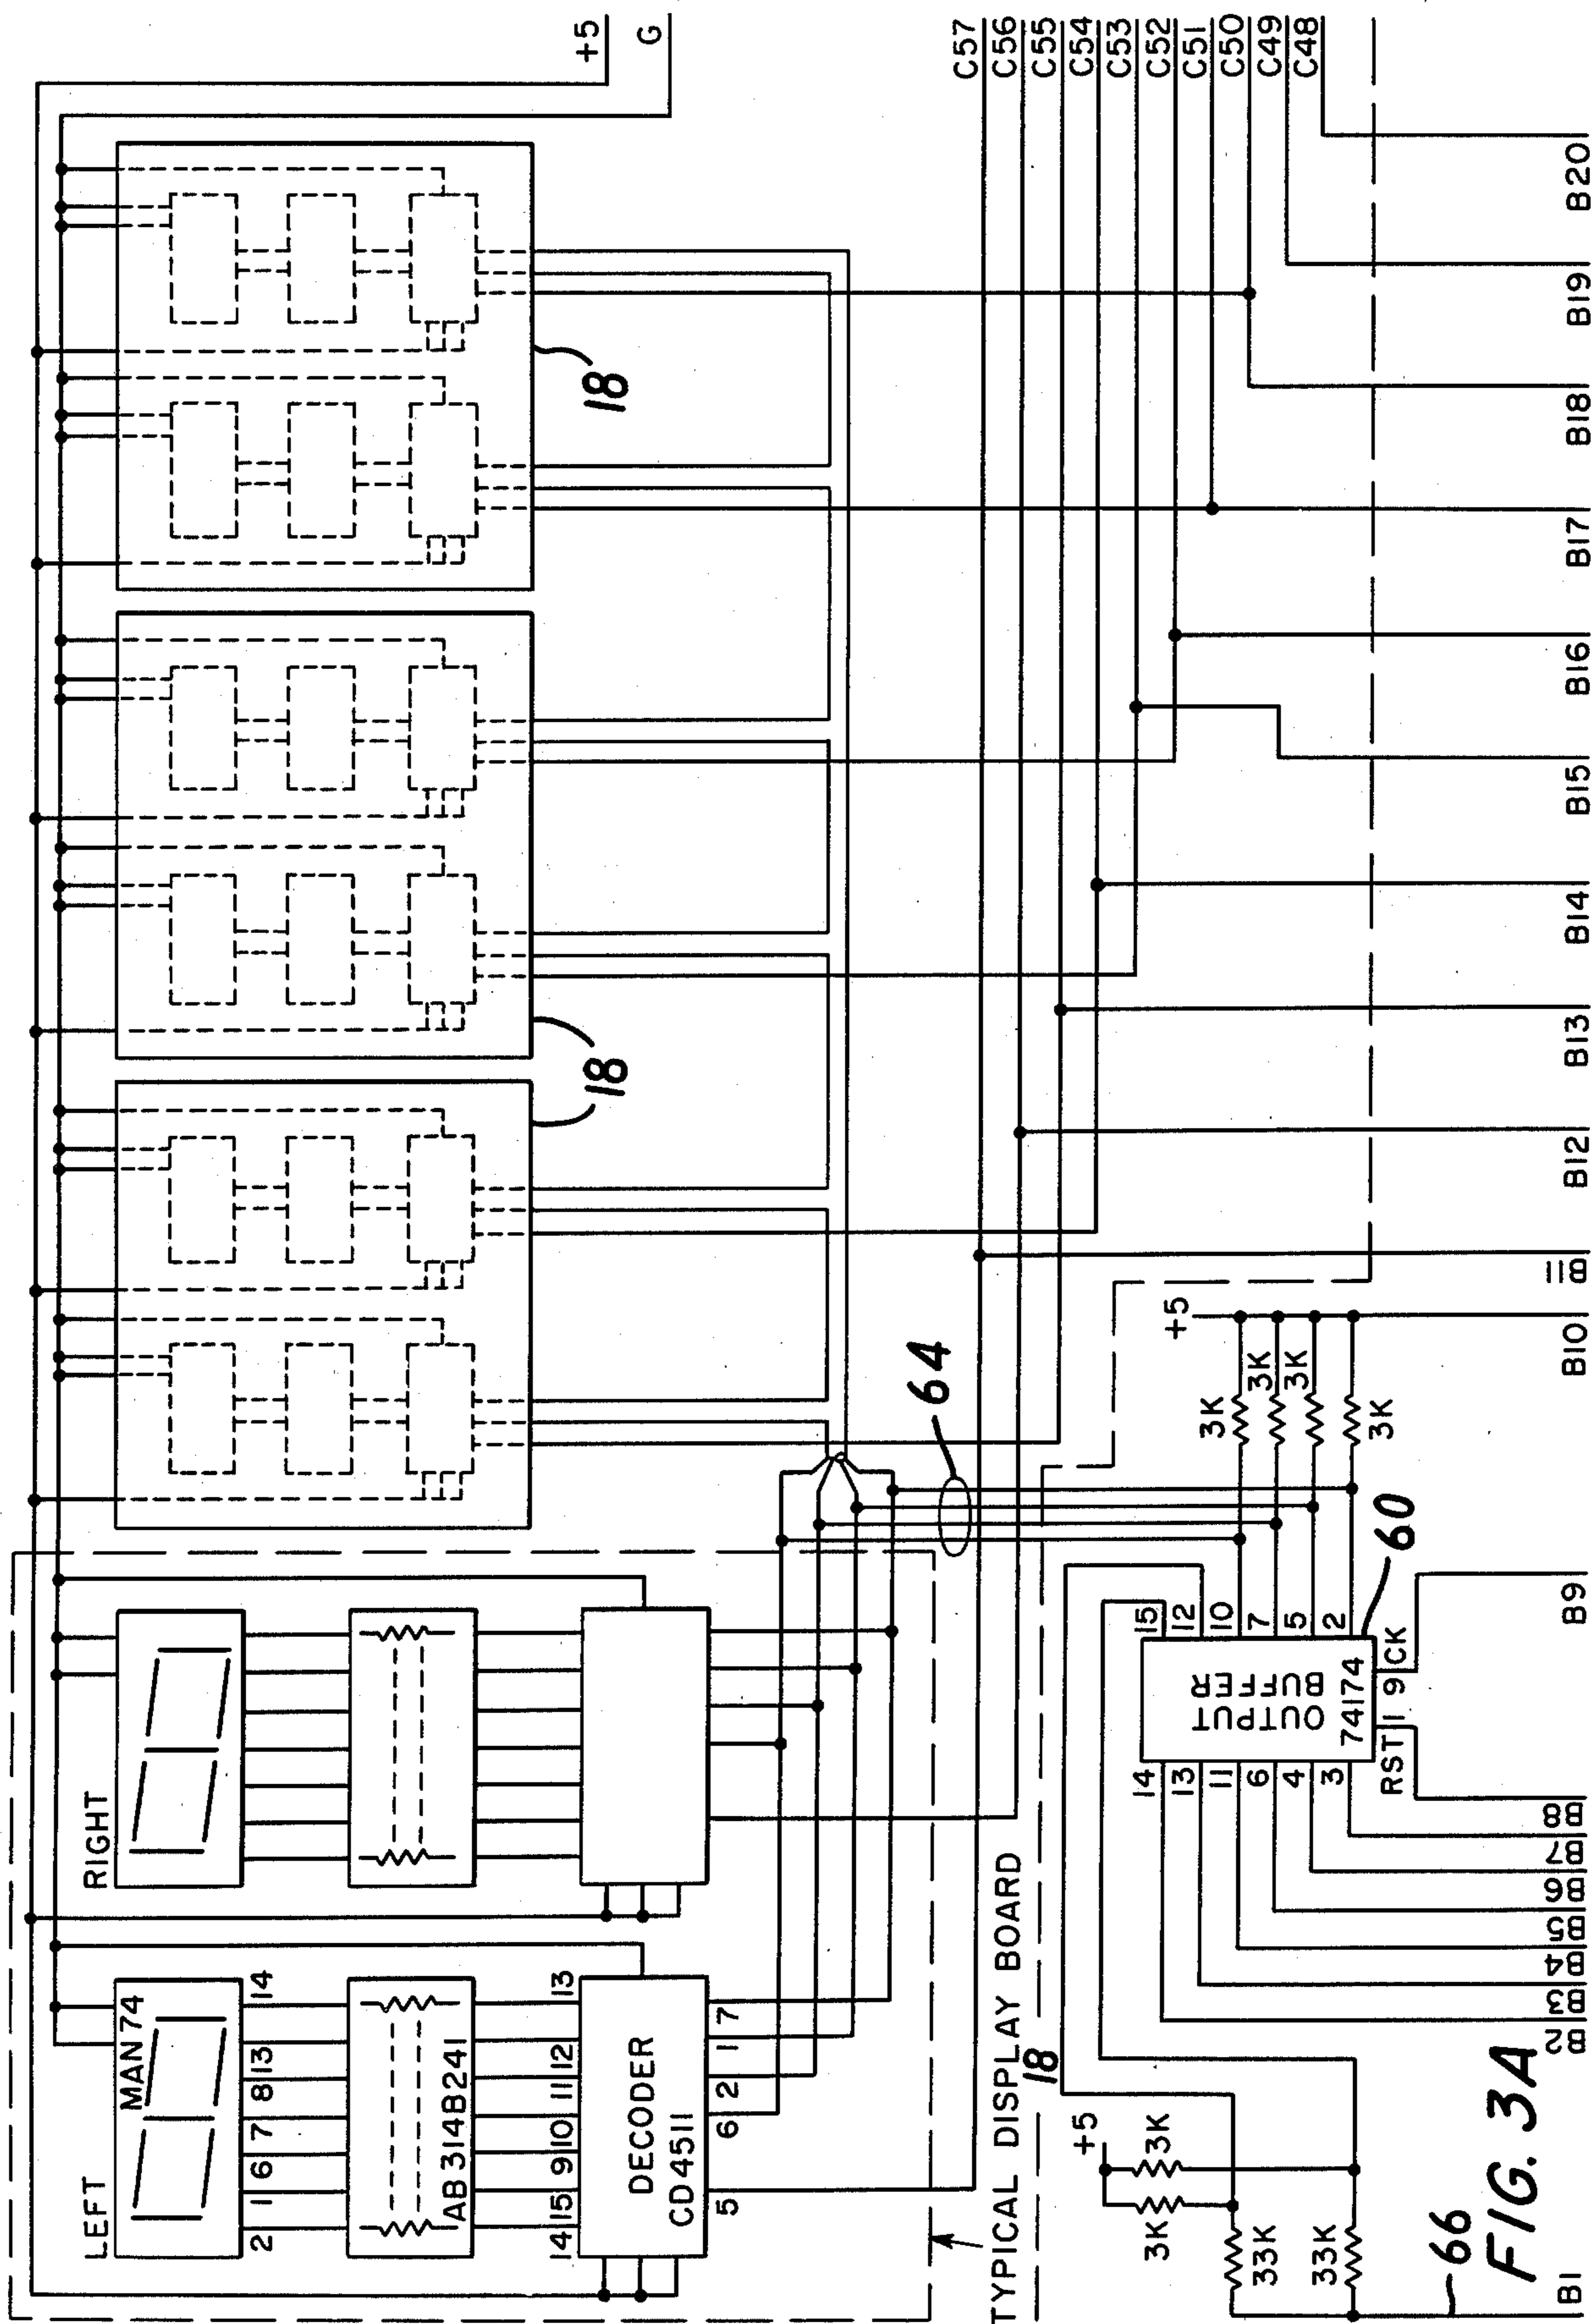 +5
G
18
18
LEFT
MAN 74
RIGHT
2 1 6 7 8 13 14
AB 314B241
14 15 9 10 11 12 13
DECODER
CD4511
5 6 2 1 7
TYPICAL DISPLAY BOARD
18
64
C57
C56
C55
C54
C53
C52
C51
C50
C49
C48
+5
3K
3K
3K
3K
15
12
10
7
5
2
60
14
13
11
6
4
3
OUTPUT
BUFFER
74174
RST 1 9 CK
+5
3K
3K
33K
33K
66
B1
B2
B3
B4
B5
B6
B7
B8
B9
B10
B11
B12
B13
B14
B15
B16
B17
B18
B19
B20
FIG. 3A